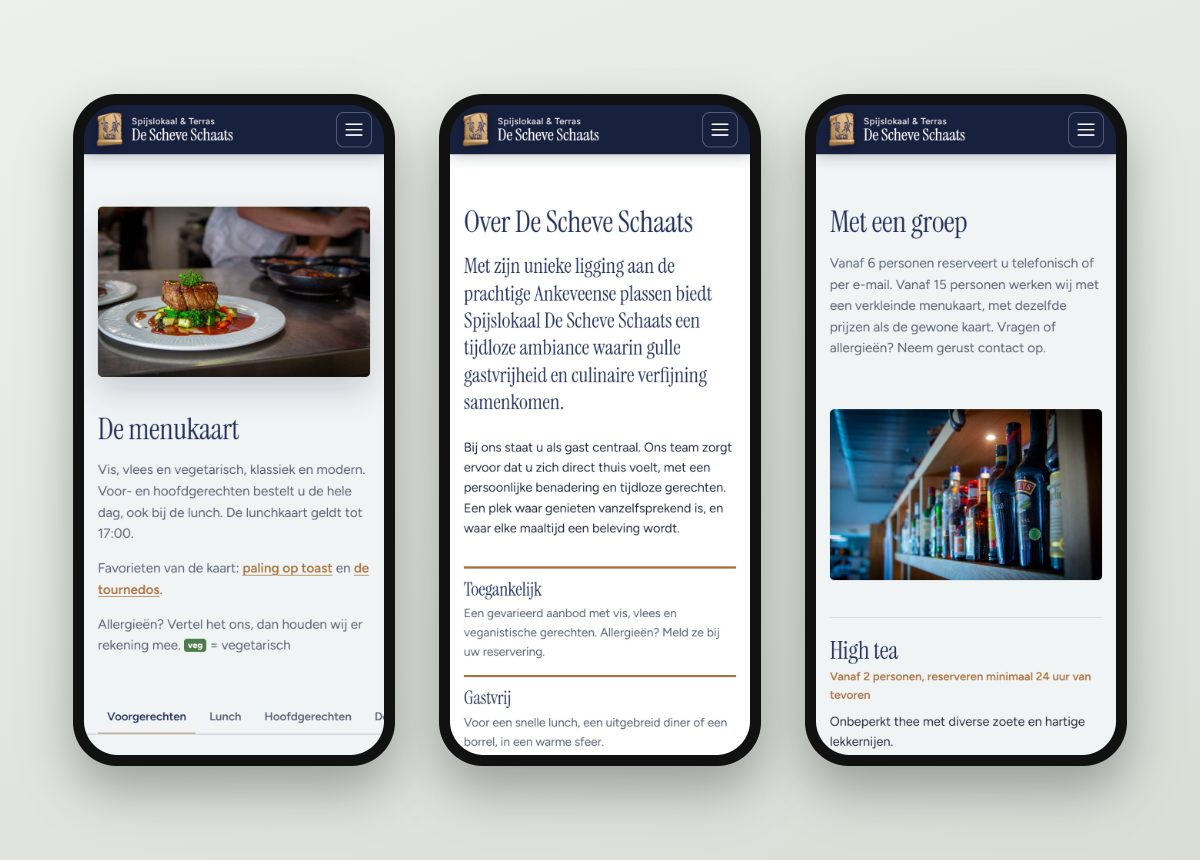 Spijslokaal & Terras
De Scheve Schaats
De menukaart
Vis, vlees en vegetarisch, klassiek en modern.
Voor- en hoofdgerechten bestelt u de hele
dag, ook bij de lunch. De lunchkaart geldt tot
17:00.
Favorieten van de kaart: paling op toast en de
tournedos.
Allergieën? Vertel het ons, dan houden wij er
rekening mee. veg = vegetarisch
Voorgerechten Lunch Hoofdgerechten
Spijslokaal & Terras
De Scheve Schaats
Over De Scheve Schaats
Met zijn unieke ligging aan de
prachtige Ankeveense plassen biedt
Spijslokaal De Scheve Schaats een
tijdloze ambiance waarin gulle
gastvrijheid en culinaire verfijning
samenkomen.
Bij ons staat u als gast centraal. Ons team zorgt
ervoor dat u zich direct thuis voelt, met een
persoonlijke benadering en tijdloze gerechten.
Een plek waar genieten vanzelfsprekend is, en
waar elke maaltijd een beleving wordt.
Toegankelijk
Een gevarieerd aanbod met vis, vlees en
veganistische gerechten. Allergieën? Meld ze bij
uw reservering.
Gastvrij
Voor een snelle lunch, een uitgebreid diner of een
borrel, in een warme sfeer.
Spijslokaal & Terras
De Scheve Schaats
Met een groep
Vanaf 6 personen reserveert u telefonisch of
per e-mail. Vanaf 15 personen werken wij met
een verkleinde menukaart, met dezelfde
prijzen als de gewone kaart. Vragen of
allergieën? Neem gerust contact op.
High tea
Vanaf 2 personen, reserveren minimaal 24 uur van
tevoren
Onbeperkt thee met diverse zoete en hartige
lekkernijen.